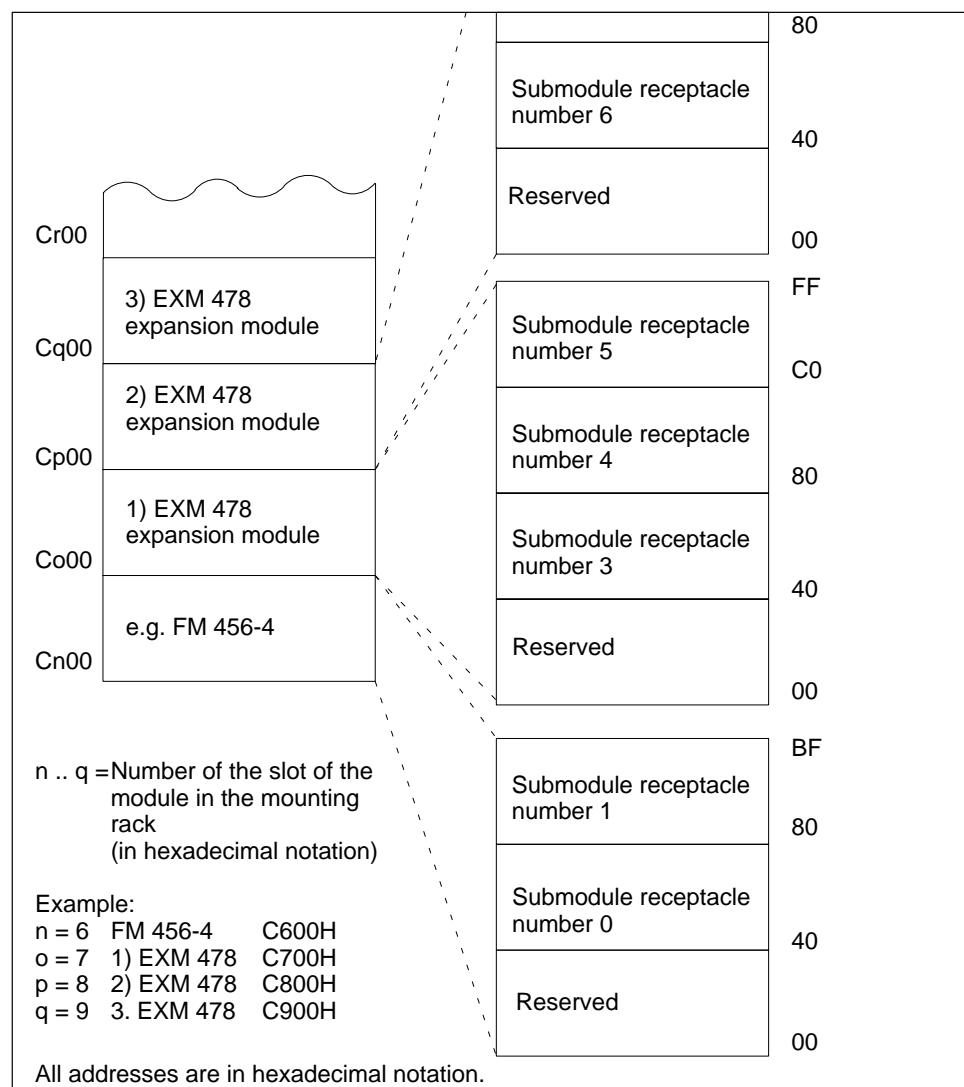 80
Submodule receptacle
number 6
40
Reserved
00
Cr00
3) EXM 478
expansion module
Cq00
2) EXM 478
expansion module
Cp00
1) EXM 478
expansion module
Co00
e.g. FM 456-4
Cn00
FF
Submodule receptacle
number 5
C0
Submodule receptacle
number 4
80
Submodule receptacle
number 3
40
Reserved
00
BF
Submodule receptacle
number 1
80
Submodule receptacle
number 0
40
Reserved
00
n .. q =Number of the slot of the
module in the mounting
rack
(in hexadecimal notation)
Example:
n = 6 FM 456-4 C600H
o = 7 1) EXM 478 C700H
p = 8 2) EXM 478 C800H
q = 9 3. EXM 478 C900H
All addresses are in hexadecimal notation.